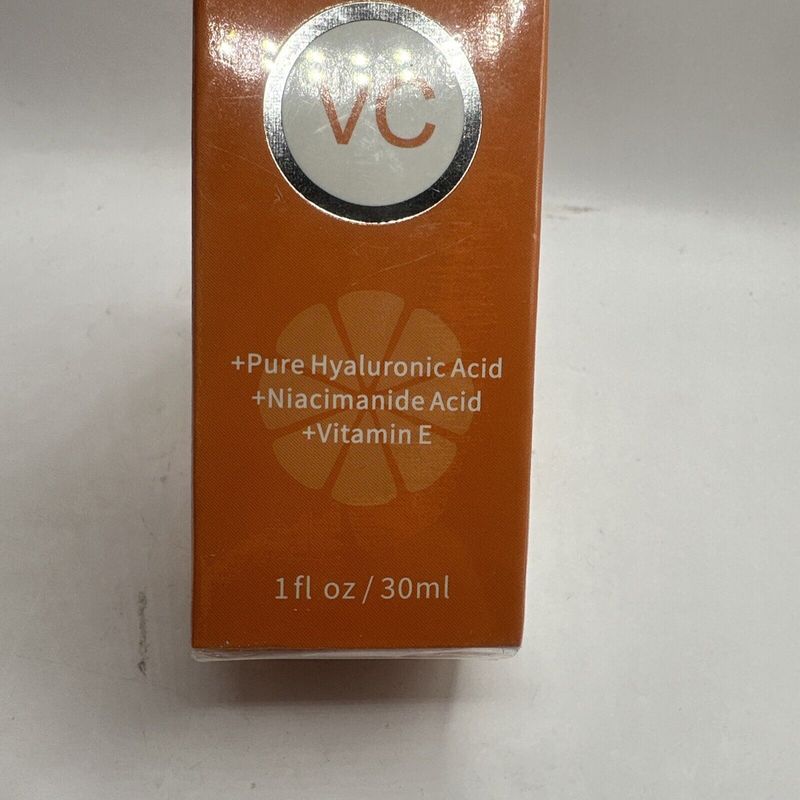 VC
+Pure Hyaluronic Acid
+Niacimanide Acid
+Vitamin E
1fl oz / 30ml